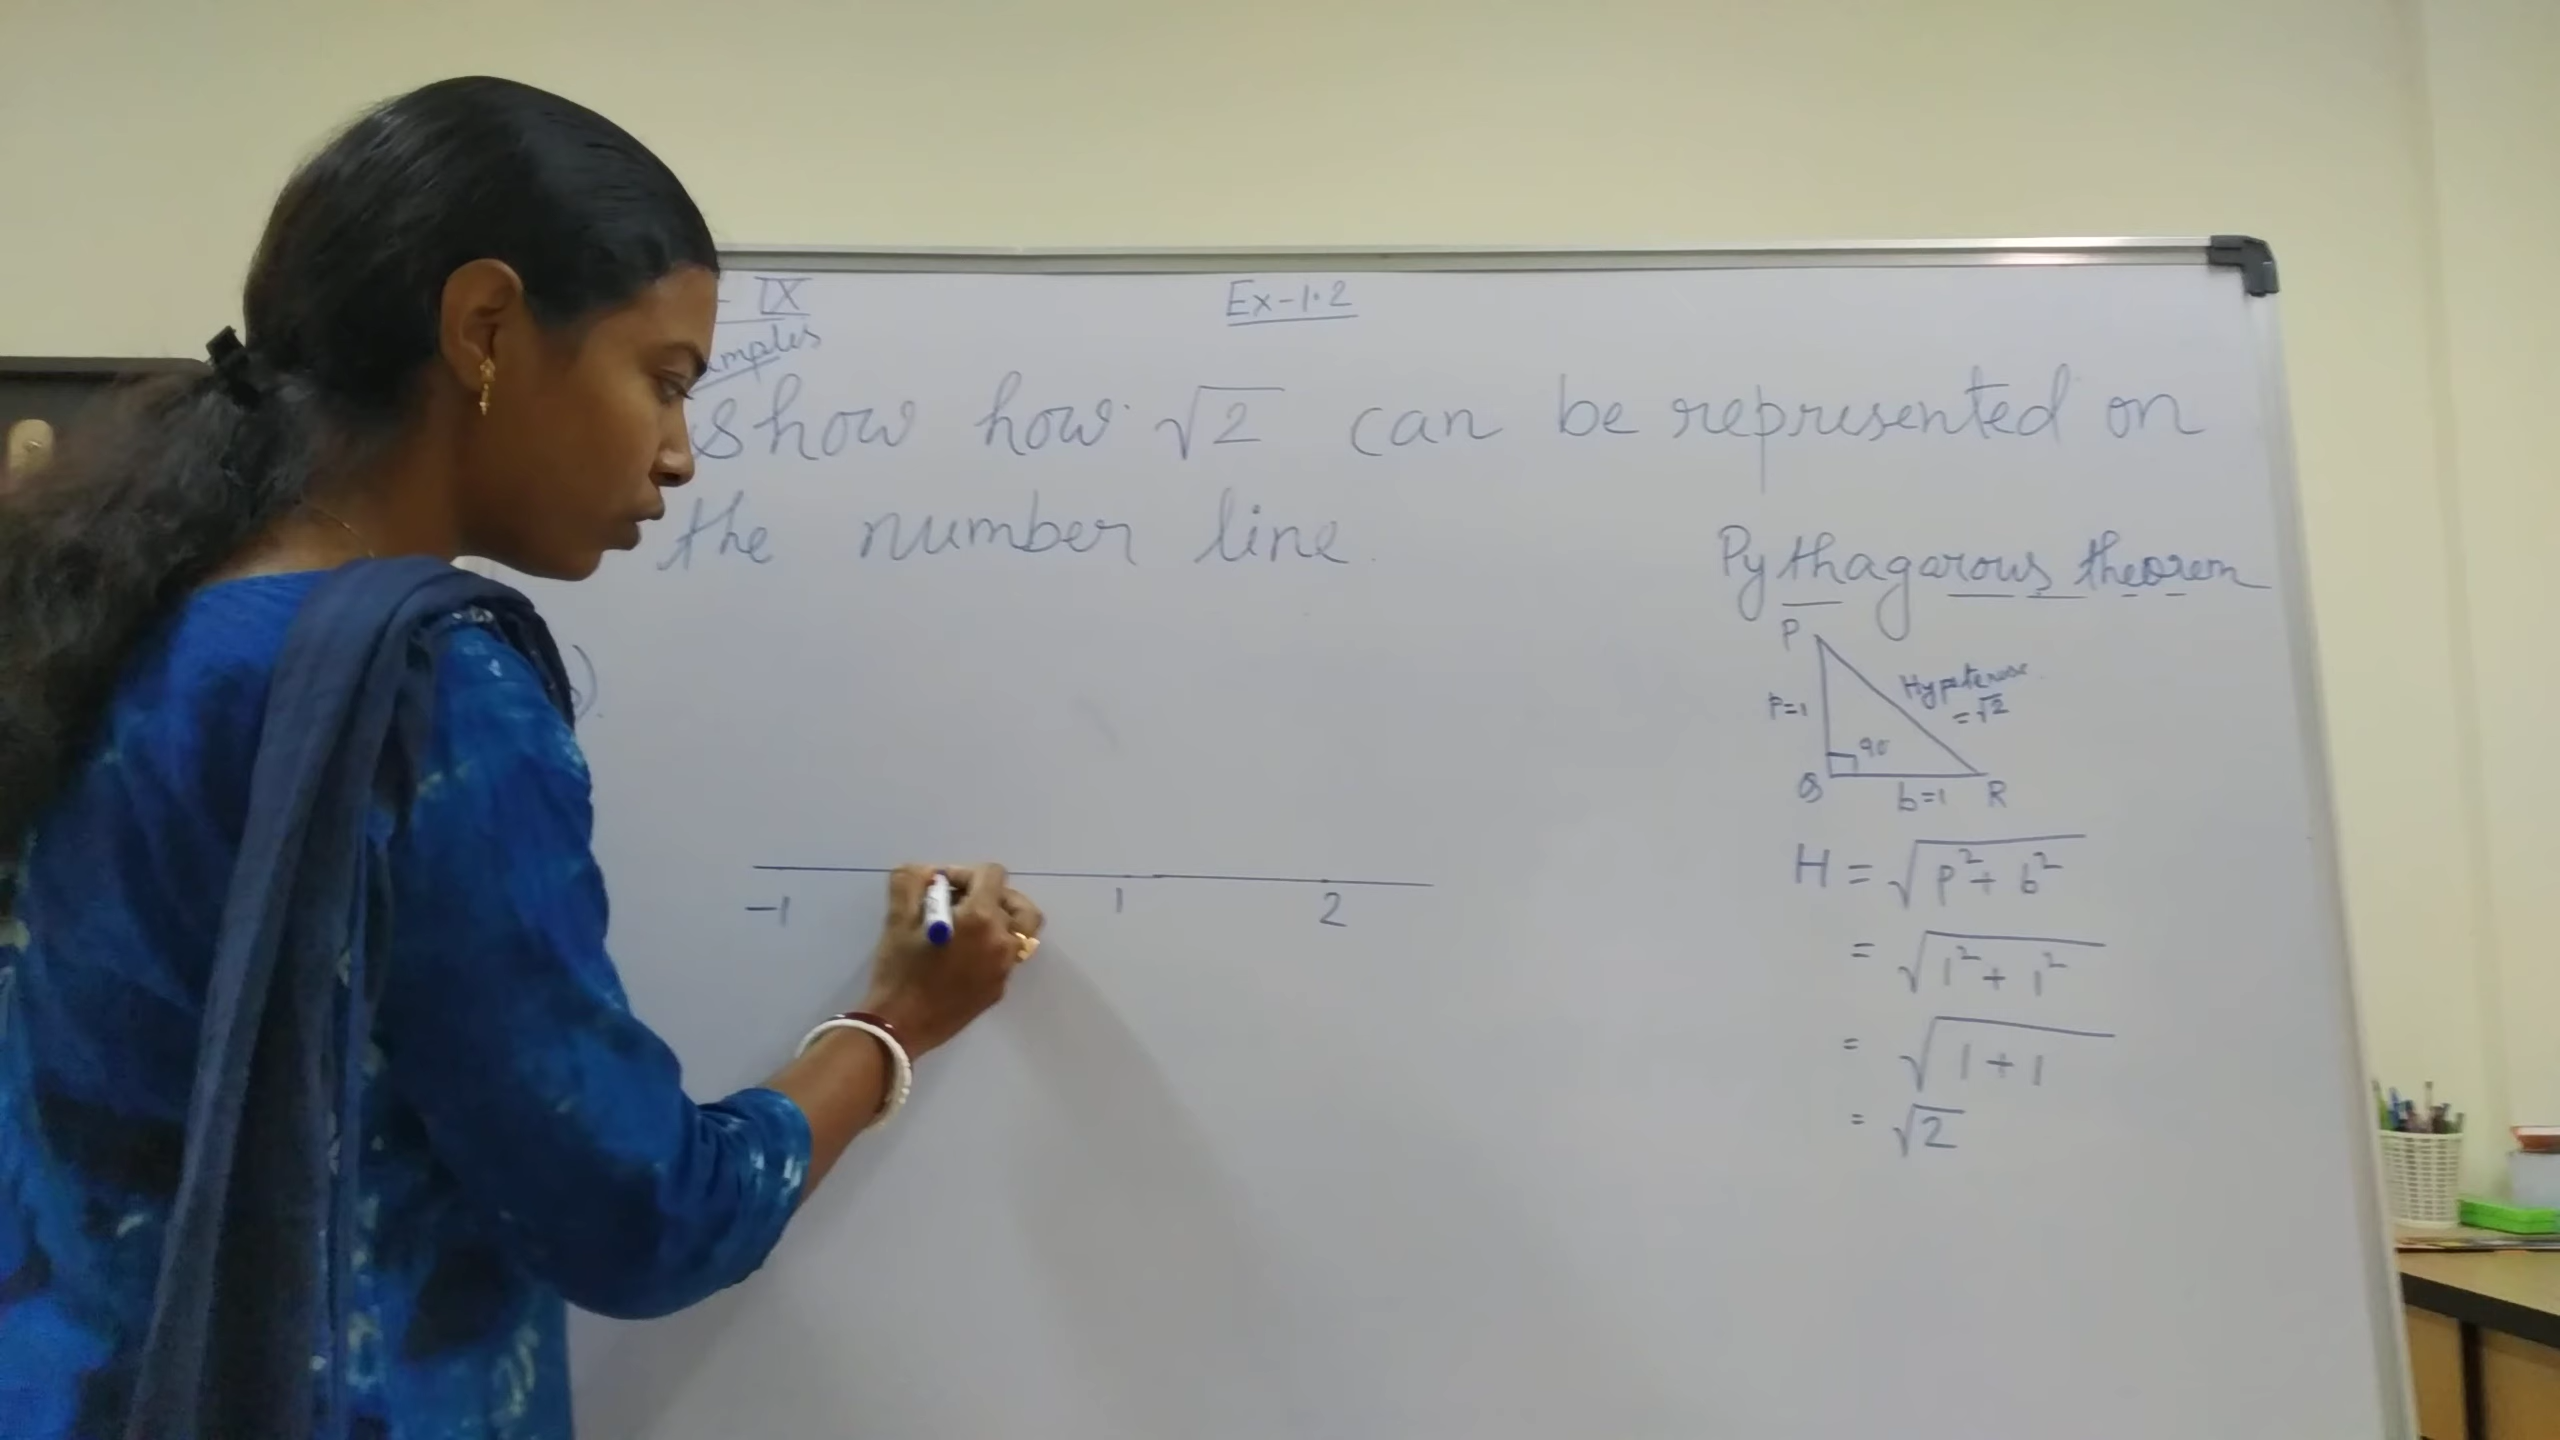 - IX
Ex-1.2
show how √2 can be represented on
the number line.
Pythagarous theorem
P
Hypotenuse
= √2
P=1
90
Q
b=1
R
-1
1
2
H = √P²+ b²
= √1²+ 1²
= √1+1
= √2